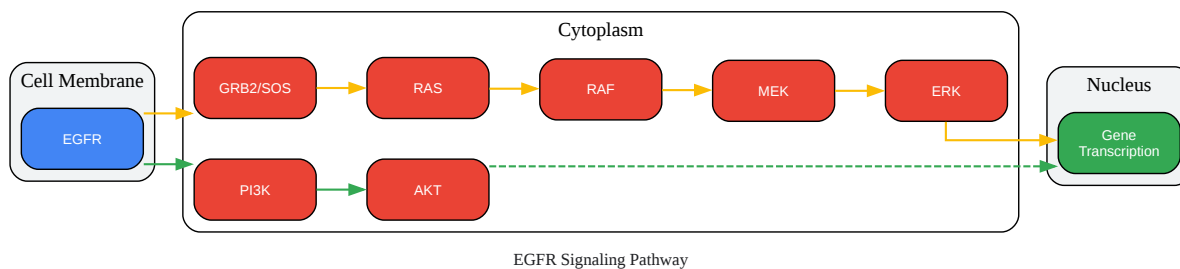 Cytoplasm
Cell Membrane
Nucleus
GRB2/SOS
RAS
RAF
MEK
ERK
EGFR
Gene
Transcription
PI3K
AKT
EGFR Signaling Pathway